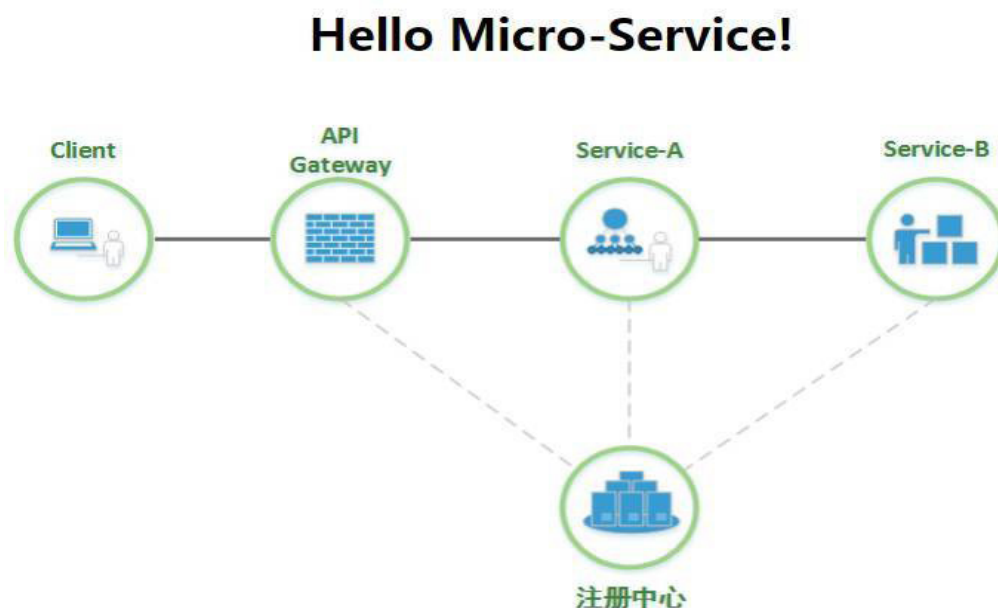 Hello Micro-Service!
Client
API
Gateway
Service-A
Service-B
注册中心